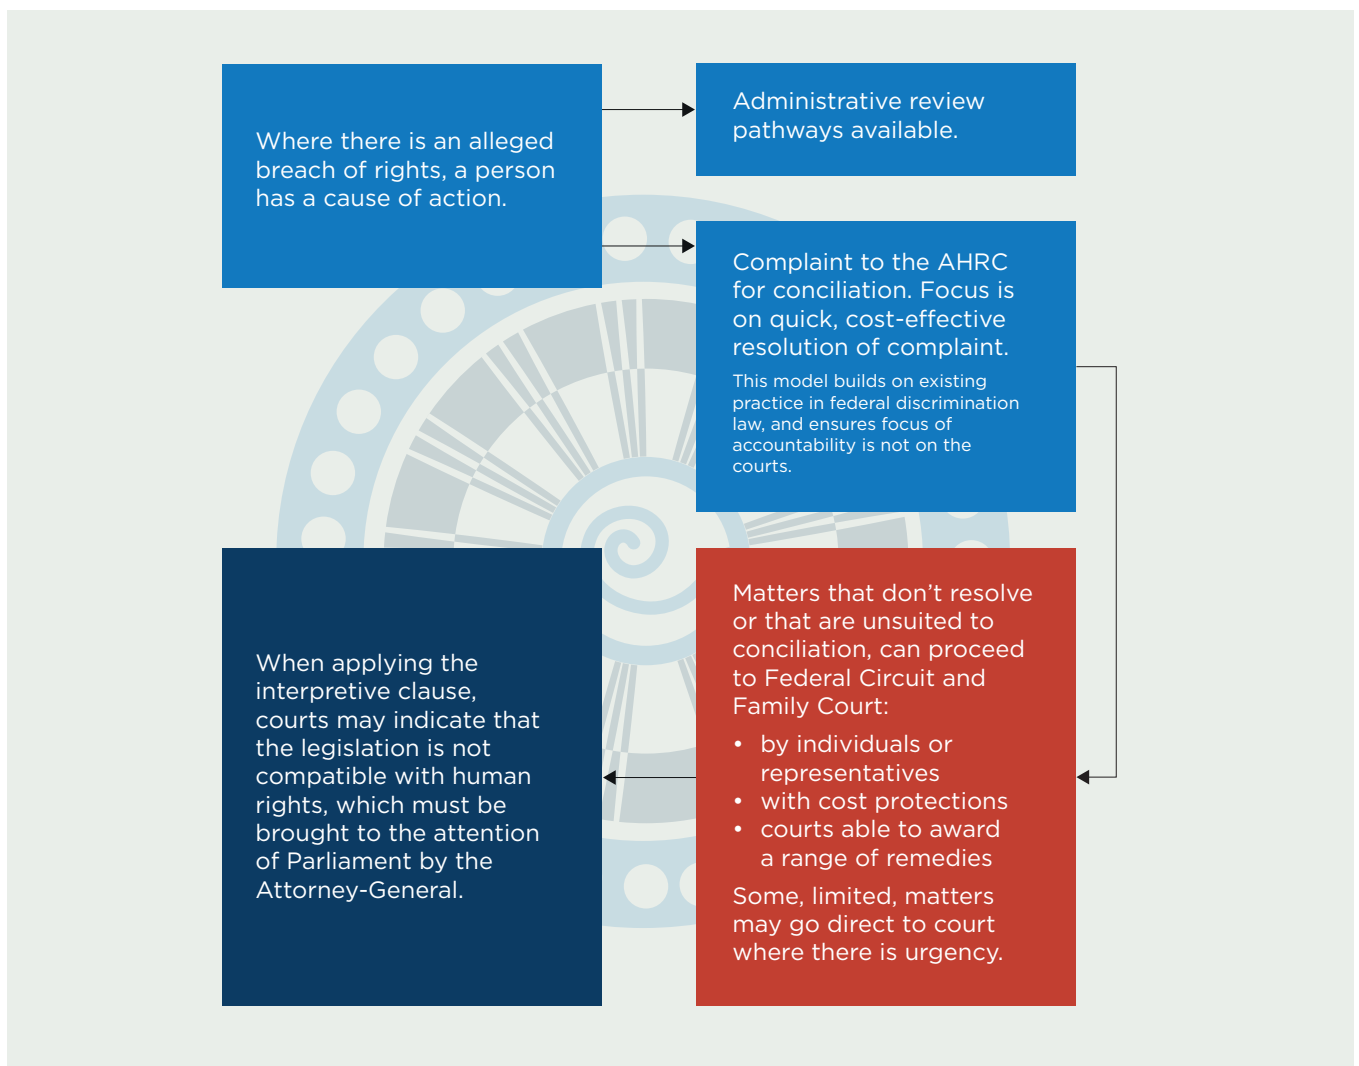 Where there is an alleged
breach of rights, a person
has a cause of action.
Administrative review
pathways available.
Complaint to the AHRC
for conciliation. Focus is
on quick, cost-effective
resolution of complaint.
This model builds on existing
practice in federal discrimination
law, and ensures focus of
accountability is not on the
courts.
Matters that don’t resolve
or that are unsuited to
conciliation, can proceed
to Federal Circuit and
Family Court:
• by individuals or
representatives
• with cost protections
• courts able to award
a range of remedies
Some, limited, matters
may go direct to court
where there is urgency.
When applying the
interpretive clause,
courts may indicate that
the legislation is not
compatible with human
rights, which must be
brought to the attention
of Parliament by the
Attorney-General.